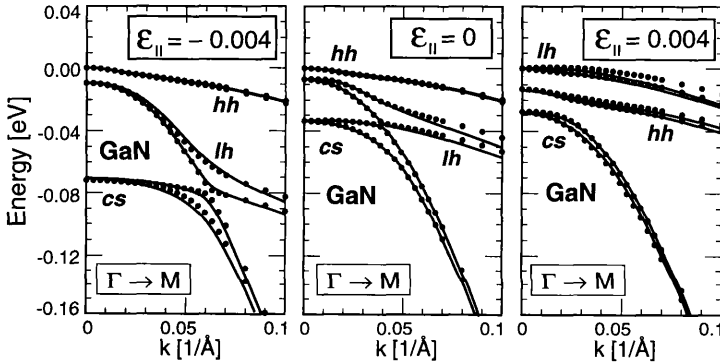 ε|| = - 0.004
ε|| = 0
ε|| = 0.004
Energy [eV]
0.00
-0.04
-0.08
-0.12
-0.16
hh
GaN
lh
cs
Γ → M
0
0.05
0.1
k [1/Å]
hh
cs
lh
GaN
Γ → M
0
0.05
0.1
k [1/Å]
lh
hh
cs
GaN
Γ → M
0
0.05
0.1
k [1/Å]